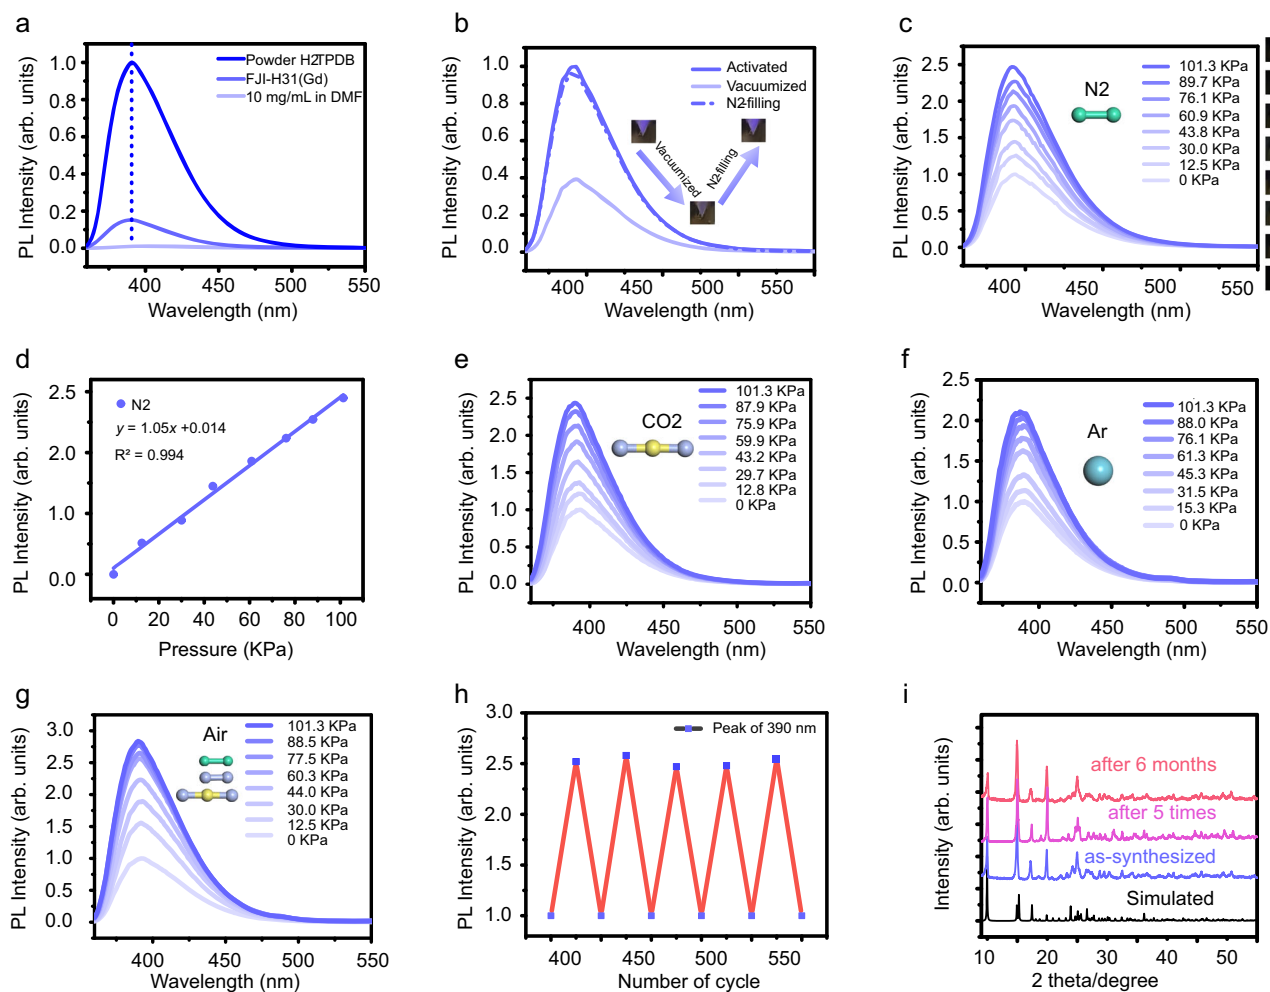 a
PL Intensity (arb. units)
1.0
0.8
0.6
0.4
0.2
0.0
Powder H2TPDB
FJI-H31(Gd)
10 mg/mL in DMF
400
450
500
550
Wavelength (nm)
b
PL Intensity (arb. units)
1.0
0.8
0.6
0.4
0.2
0.0
Activated
Vacuumized
N2-filling
Vacuumized
N2-filling
400
450
500
550
Wavelength (nm)
c
PL Intensity (arb. units)
2.5
2.0
1.5
1.0
0.5
0.0
N2
101.3 KPa
89.7 KPa
76.1 KPa
60.9 KPa
43.8 KPa
30.0 KPa
12.5 KPa
0 KPa
400
450
500
550
Wavelength (nm)
d
PL Intensity (arb. units)
2.5
2.0
1.0
0.0
N2
y = 1.05x +0.014
R² = 0.994
0
20
40
60
80
100
Pressure (KPa)
e
PL Intensity (arb. units)
2.5
2.0
1.5
1.0
0.5
0.0
CO2
101.3 KPa
87.9 KPa
75.9 KPa
59.9 KPa
43.2 KPa
29.7 KPa
12.8 KPa
0 KPa
400
450
500
550
Wavelength (nm)
f
PL Intensity (arb. units)
2.5
2.0
1.5
1.0
0.5
0.0
Ar
101.3 KPa
88.0 KPa
76.1 KPa
61.3 KPa
45.3 KPa
31.5 KPa
15.3 KPa
0 KPa
400
450
500
550
Wavelength (nm)
g
PL Intensity (arb. units)
3.0
2.5
2.0
1.5
1.0
0.5
0.0
Air
101.3 KPa
88.5 KPa
77.5 KPa
60.3 KPa
44.0 KPa
30.0 KPa
12.5 KPa
0 KPa
400
450
500
550
Wavelength (nm)
h
PL Intensity (arb. units)
3.0
2.5
2.0
1.5
1.0
Peak of 390 nm
400
450
500
550
Number of cycle
i
Intensity (arb. units)
after 6 months
after 5 times
as-synthesized
Simulated
10
20
30
40
50
2 theta/degree